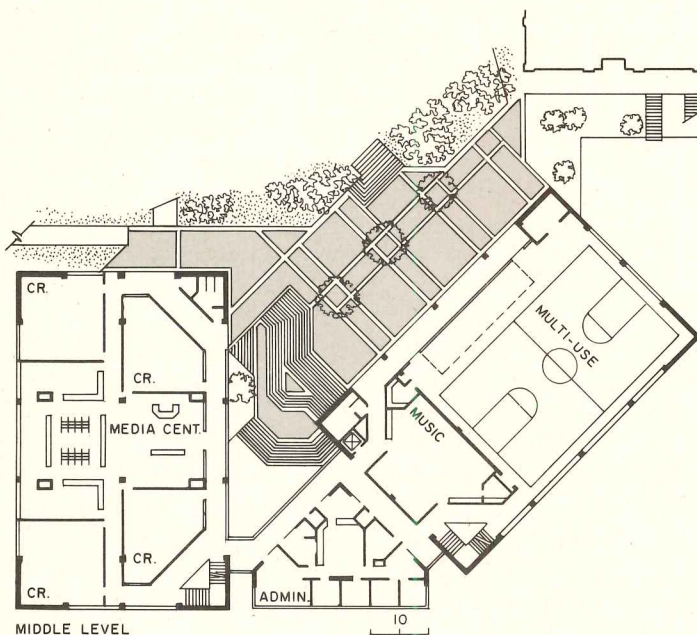 CR.
CR.
MULTI-USE
MUSIC
MEDIA CENT.
CR.
CR.
ADMIN.
10
MIDDLE LEVEL